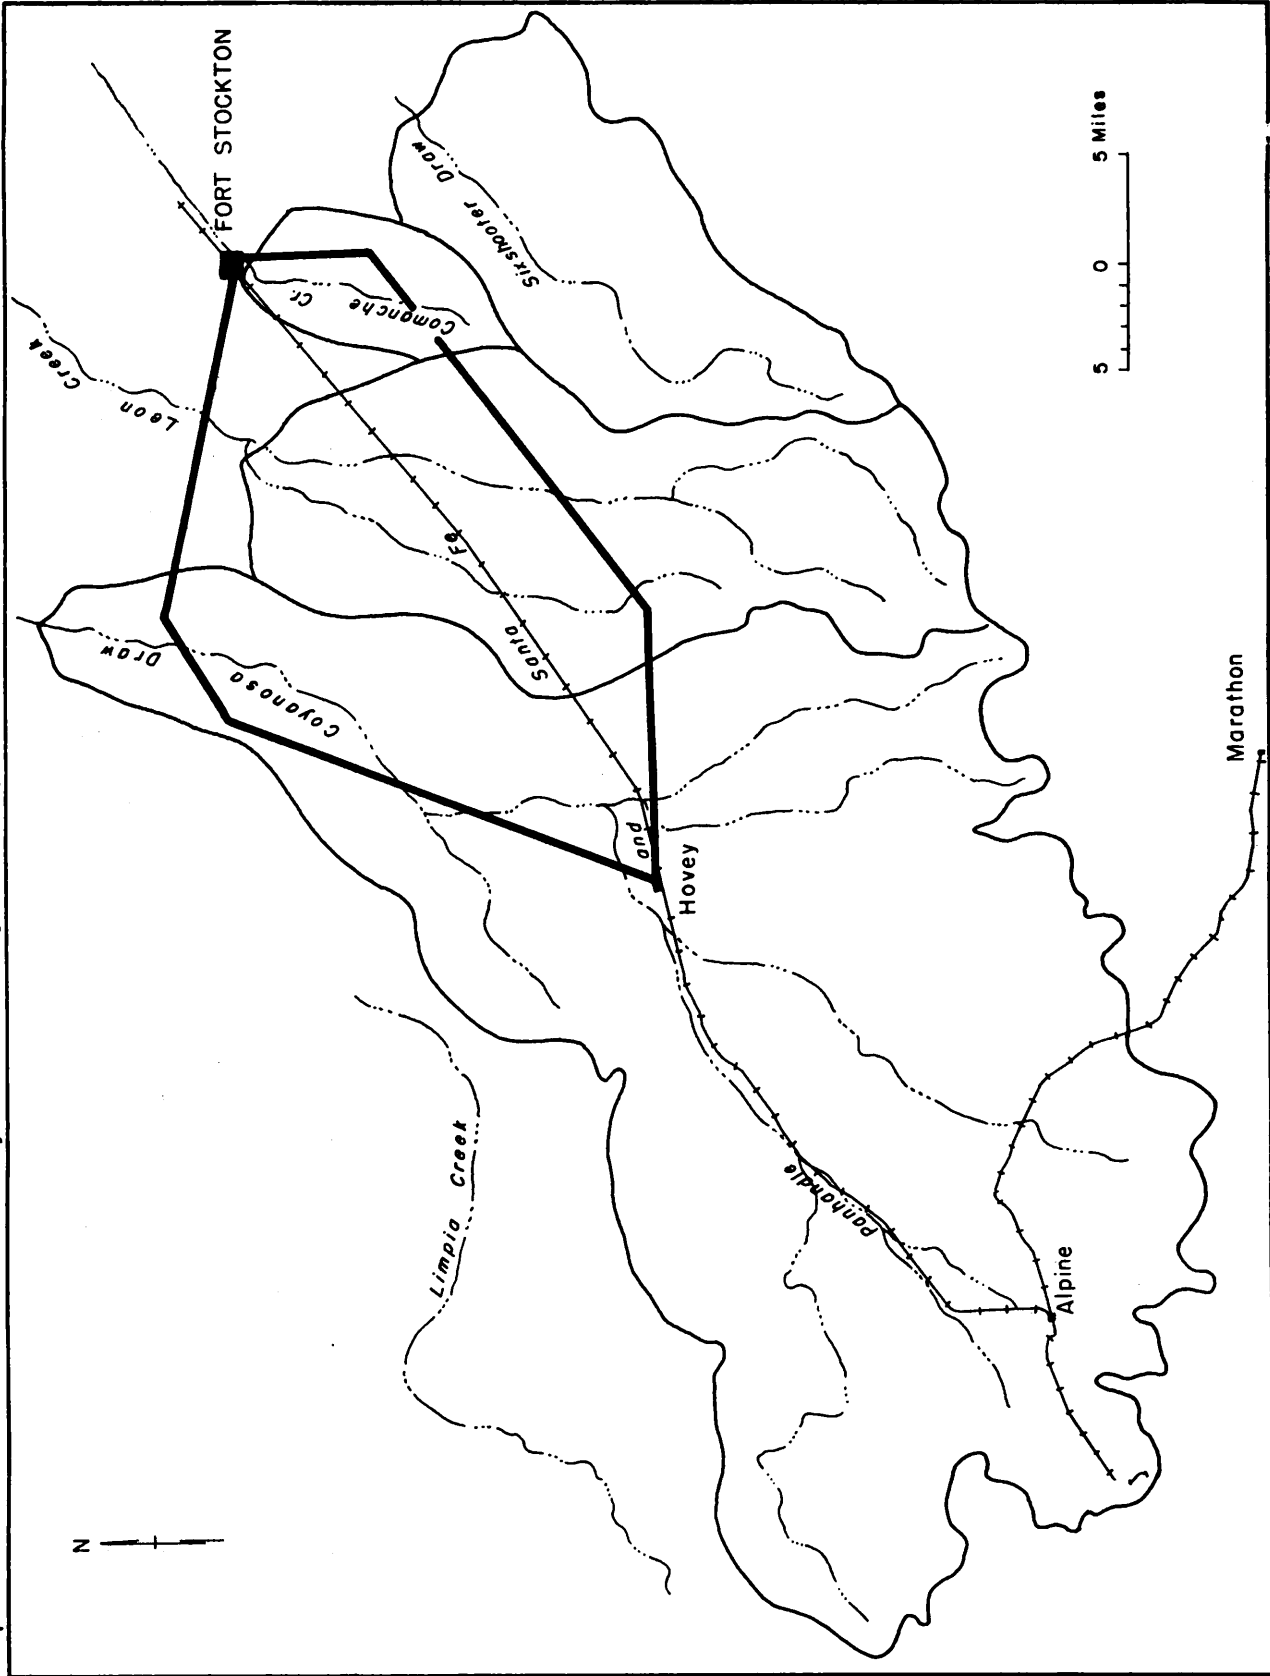 FORT STOCKTON
Leon Creek
Comanche Cr.
Sixshooter Draw
Coyanosa Draw
Panhandle and Santa Fe
Hovey
Limpia Creek
Alpine
Marathon
N
5 0 5 Miles